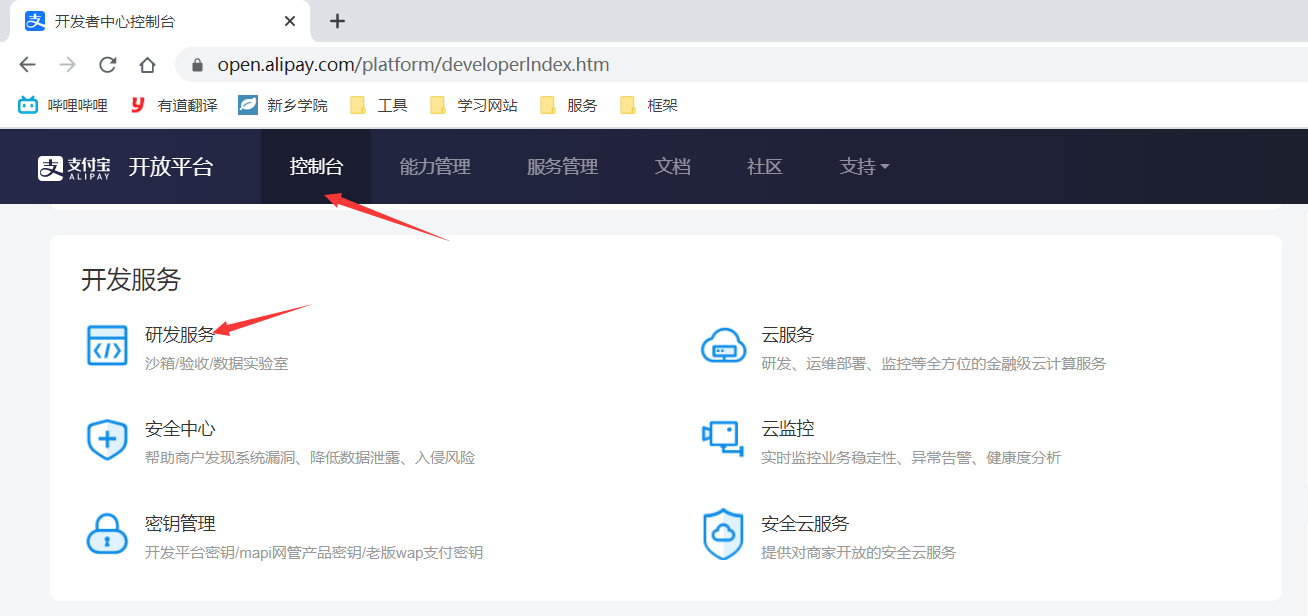 开发者中心控制台
open.alipay.com/platform/developerIndex.htm
哔哩哔哩 有道翻译 新乡学院 工具 学习网站 服务 框架
支付宝 ALIPAY 开放平台 控制台 能力管理 服务管理 文档 社区 支持
开发服务
研发服务
沙箱/验收/数据实验室
云服务
研发、运维部署、监控等全方位的金融级云计算服务
安全中心
帮助商户发现系统漏洞、降低数据泄露、入侵风险
云监控
实时监控业务稳定性、异常告警、健康度分析
密钥管理
开发平台密钥/mapi网管产品密钥/老版wap支付密钥
安全云服务
提供对商家开放的安全云服务